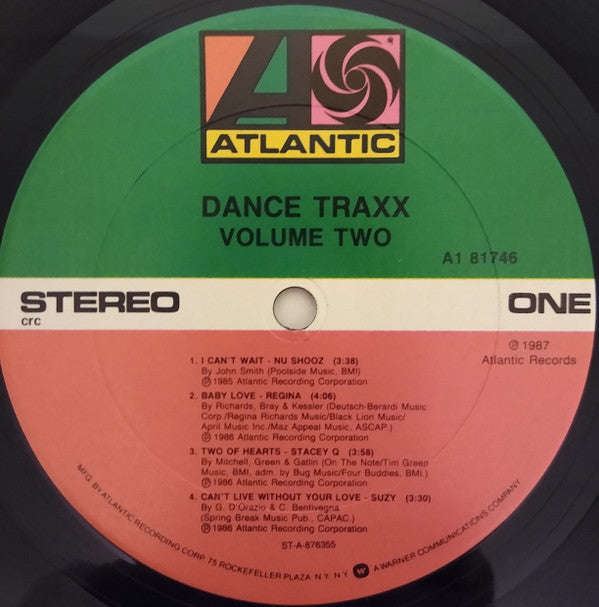 ATLANTIC
DANCE TRAXX
VOLUME TWO
A1 81746
STEREO
ONE
crc
℗ 1987
Atlantic Records
1. I CAN'T WAIT - NU SHOOZ (3:38)
By John Smith (Poolside Music, BMI)
℗ 1985 Atlantic Recording Corporation
2. BABY LOVE - REGINA (4:06)
By Richards, Bray & Kessler (Deutsch-Berardi Music
Corp./Regina Richards Music/Black Lion Music/
April Music Inc./Maz Appeal Music, ASCAP.)
℗ 1986 Atlantic Recording Corporation
3. TWO OF HEARTS - STACEY Q (3:58)
By Mitchell, Green & Gatlin (On The Note/Tim Green
Music, BMI, adm. by Bug Music/Four Buddies, BMI.)
℗ 1986 Atlantic Recording Corporation
4. CAN'T LIVE WITHOUT YOUR LOVE - SUZY (3:30)
By G. D'Orazio & C. Bentivegna
(Spring Break Music Pub., CAPAC.)
℗ 1986 Atlantic Recording Corporation
ST-A-876355
MFG. BY ATLANTIC RECORDING CORP. 75 ROCKEFELLER PLAZA N.Y. N.Y. A WARNER COMMUNICATIONS COMPANY